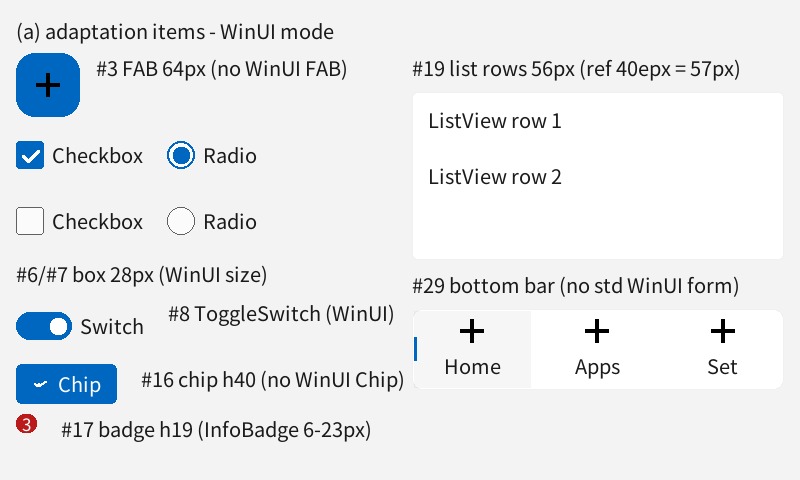 (a) adaptation items - WinUI mode
#3 FAB 64px (no WinUI FAB)
Checkbox
Radio
Checkbox
Radio
#6/#7 box 28px (WinUI size)
Switch
#8 ToggleSwitch (WinUI)
Chip
#16 chip h40 (no WinUI Chip)
3
#17 badge h19 (InfoBadge 6-23px)
#19 list rows 56px (ref 40epx = 57px)
ListView row 1
ListView row 2
#29 bottom bar (no std WinUI form)
Home
Apps
Set